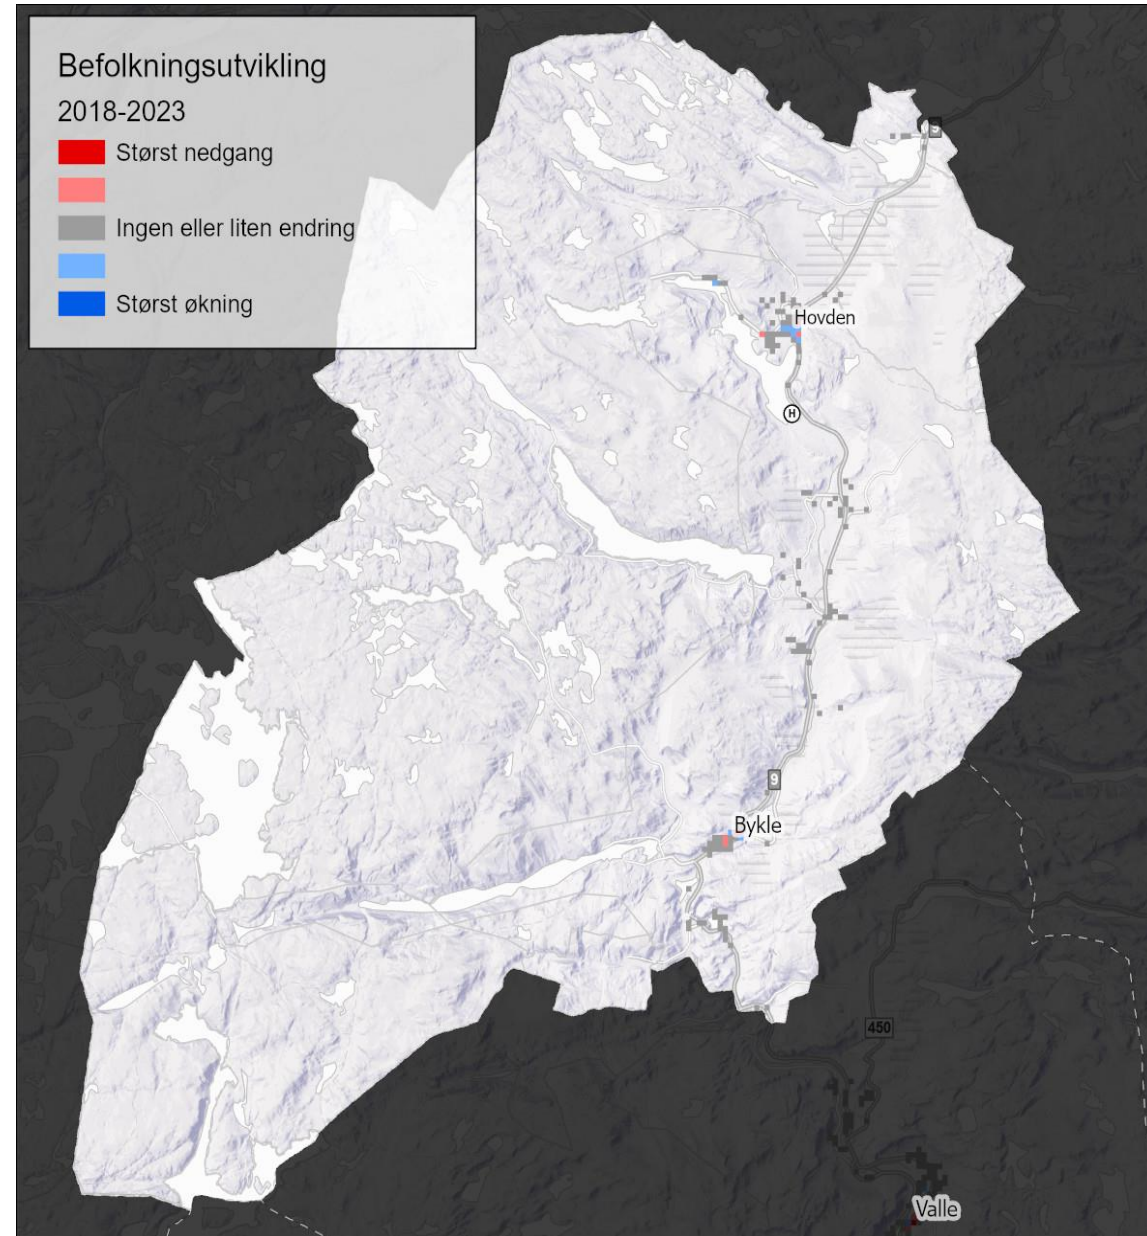 Befolkningsutvikling
2018-2023
Størst nedgang
Ingen eller liten endring
Størst økning
9
Hovden
H
9
Bykle
450
Valle